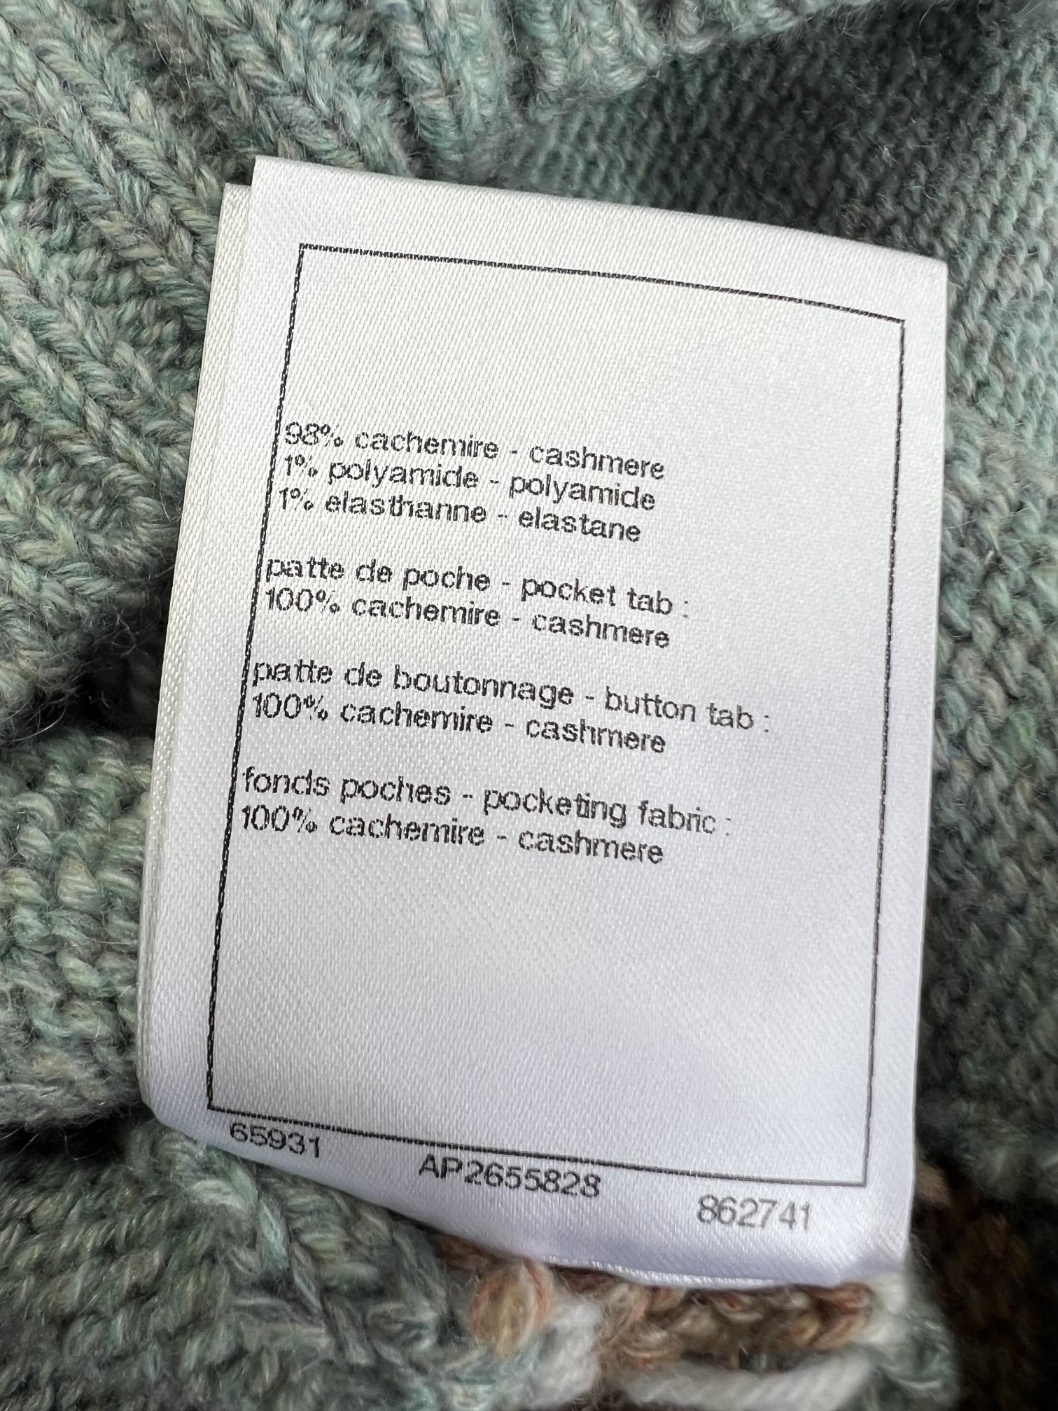 98% cachemire - cashmere
1% polyamide - polyamide
1% elasthanne - elastane
patte de poche - pocket tab :
100% cachemire - cashmere
patte de boutonnage - button tab :
100% cachemire - cashmere
fonds poches - pocketing fabric :
100% cachemire - cashmere
65931 AP2655828 862741